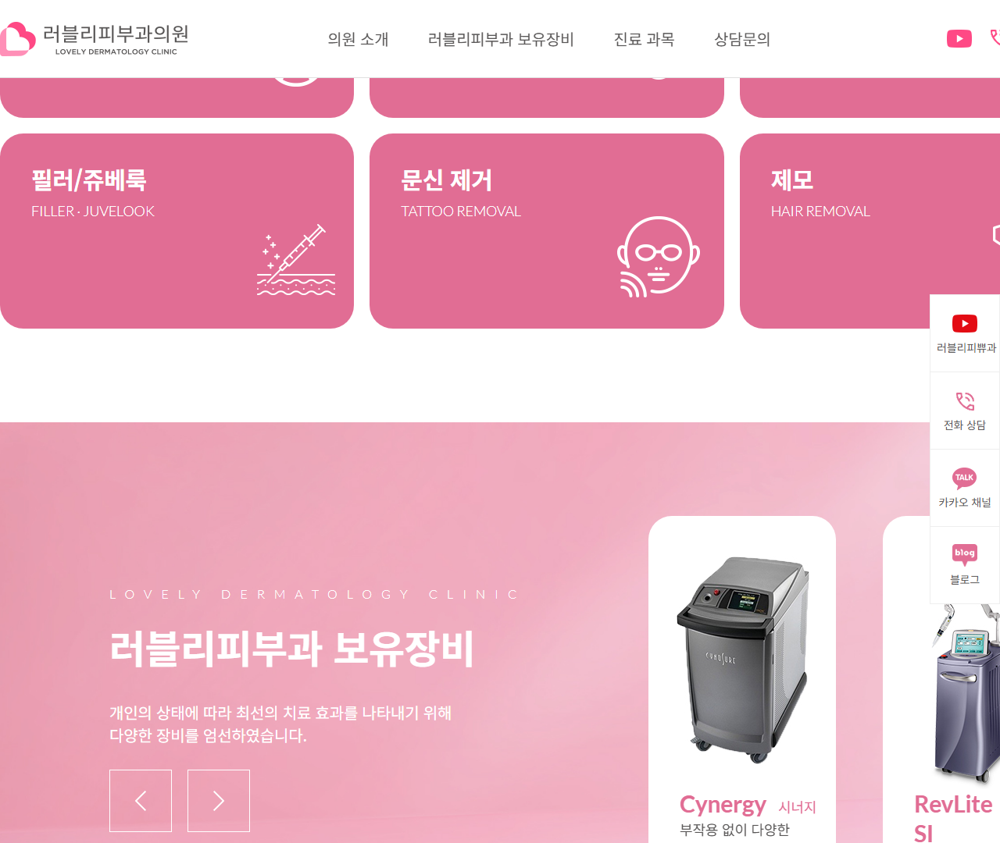 러블리피부과의원
LOVELY DERMATOLOGY CLINIC
의원 소개
러블리피부과 보유장비
진료 과목
상담문의
필러/쥬베룩
FILLER · JUVELOOK
문신 제거
TATTOO REMOVAL
제모
HAIR REMOVAL
러블리피쀼과
전화 상담
TALK
카카오 채널
blog
블로그
LOVELY DERMATOLOGY CLINIC
러블리피부과 보유장비
개인의 상태에 따라 최선의 치료 효과를 나타내기 위해
다양한 장비를 엄선하였습니다.
CYNOSURE
Cynergy 시너지
부작용 없이 다양한
RevLite
SI